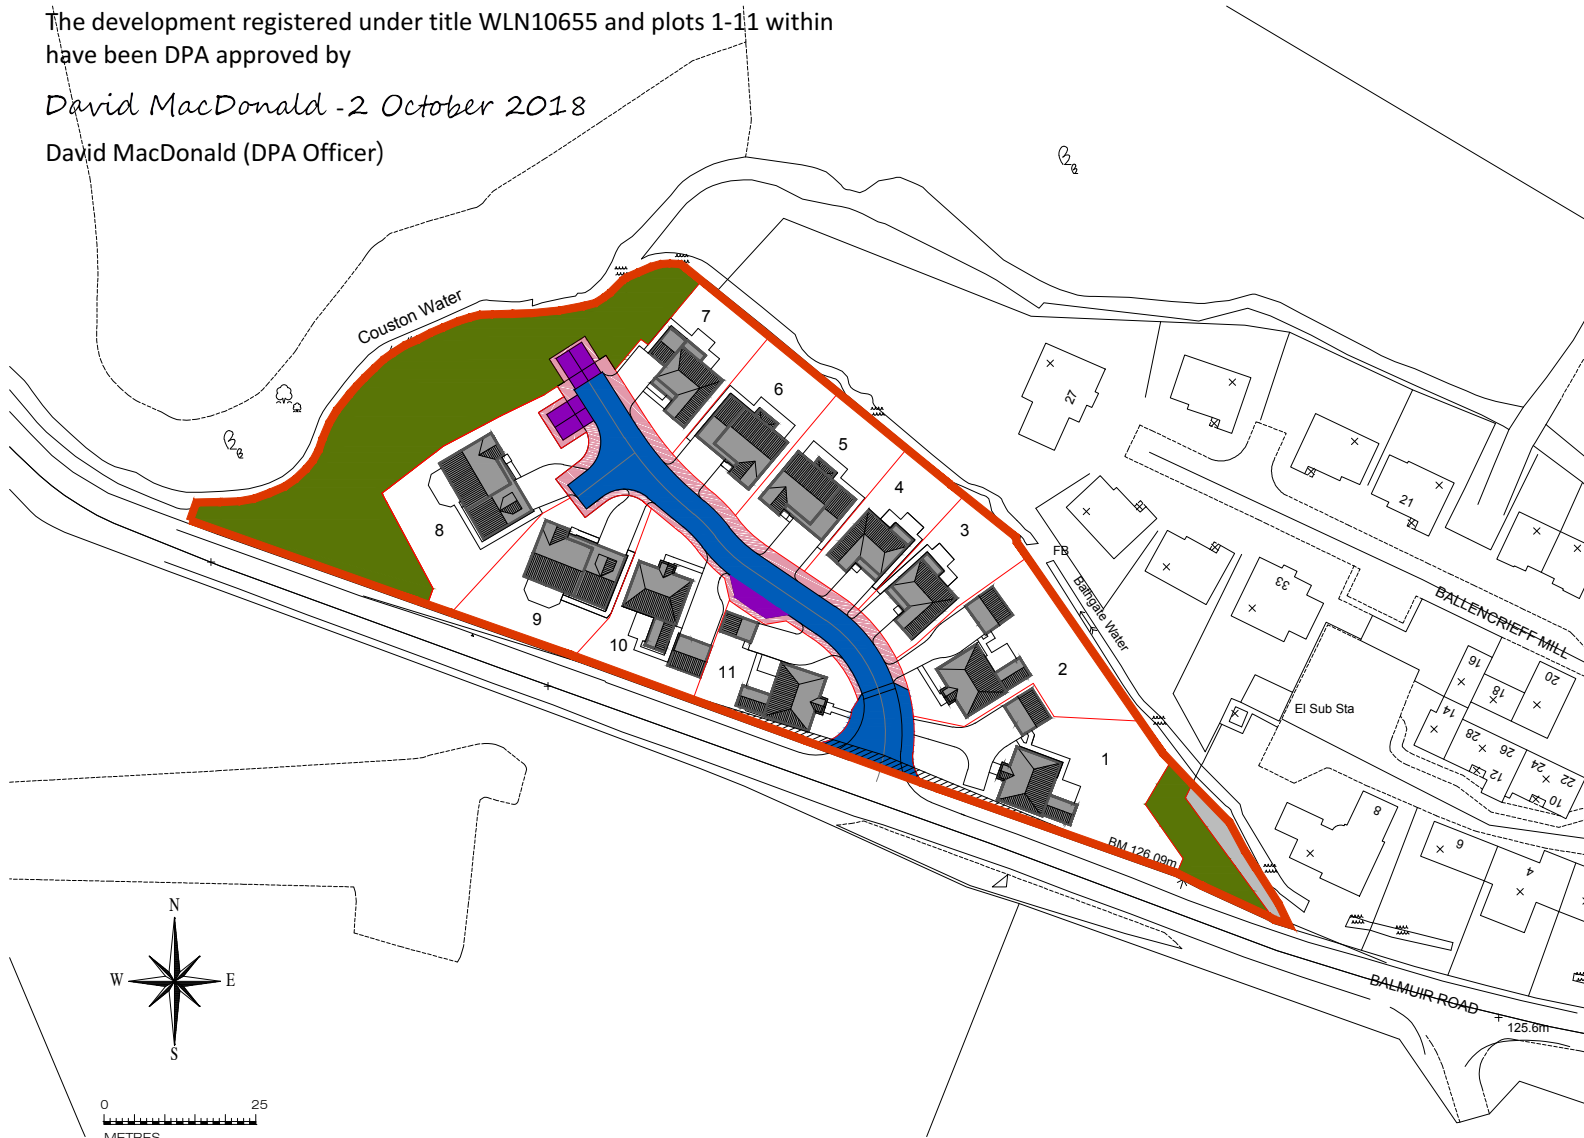 The development registered under title WLN10655 and plots 1-11 within
have been DPA approved by
David MacDonald - 2 October 2018
David MacDonald (DPA Officer)
Couston Water
7
6
5
4
3
8
9
10
11
2
1
FB
Bathgate Water
27
21
33
BALLENCRIEFF MILL
El Sub Sta
16
18
20
14
28
26
24
22
12
10
8
6
4
BM 126.09m
BALMUIR ROAD
125.6m
N
W
E
S
0
25
METRES